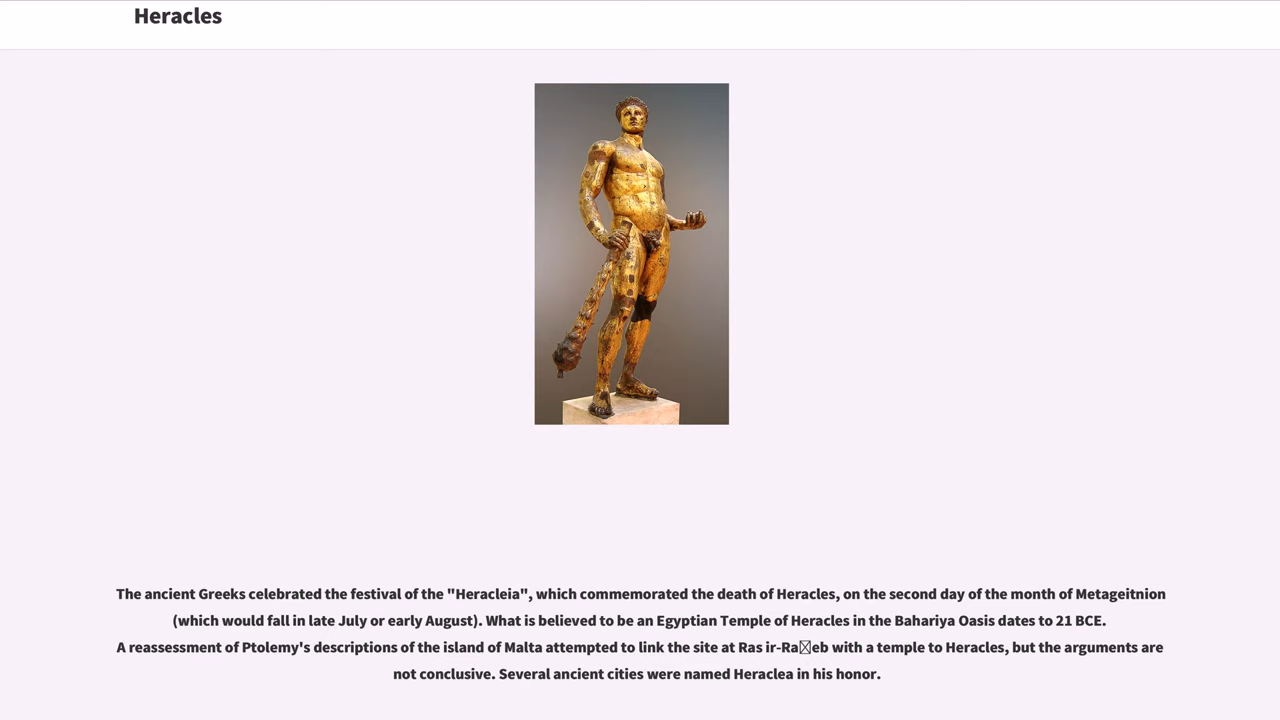 Heracles
The ancient Greeks celebrated the festival of the "Heracleia", which commemorated the death of Heracles, on the second day of the month of Metageitnion
(which would fall in late July or early August). What is believed to be an Egyptian Temple of Heracles in the Bahariya Oasis dates to 21 BCE.
A reassessment of Ptolemy's descriptions of the island of Malta attempted to link the site at Ras ir-Ra▯eb with a temple to Heracles, but the arguments are
not conclusive. Several ancient cities were named Heraclea in his honor.